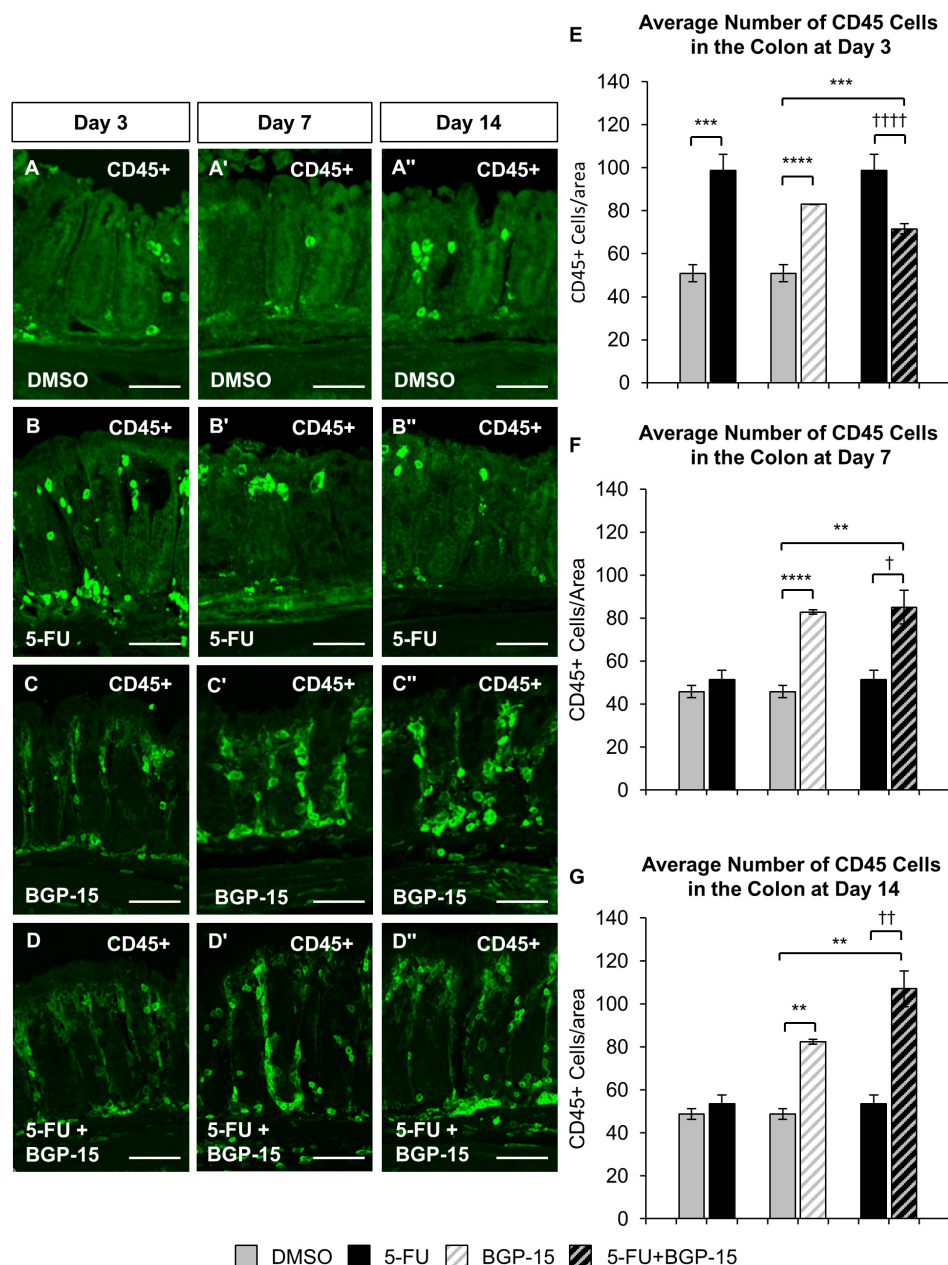 Day 3
Day 7
Day 14
A CD45+
DMSO
A' CD45+
DMSO
A" CD45+
DMSO
B CD45+
5-FU
B' CD45+
5-FU
B" CD45+
5-FU
C CD45+
BGP-15
C' CD45+
BGP-15
C" CD45+
BGP-15
D CD45+
5-FU +
BGP-15
D' CD45+
5-FU +
BGP-15
D" CD45+
5-FU +
BGP-15
E
Average Number of CD45 Cells
in the Colon at Day 3
CD45+ Cells/area
140
120
100
80
60
40
20
0
***
****
***
††††
F
Average Number of CD45 Cells
in the Colon at Day 7
CD45+ Cells/Area
140
120
100
80
60
40
20
0
****
**
†
G
Average Number of CD45 Cells
in the Colon at Day 14
CD45+ Cells/area
140
120
100
80
60
40
20
0
**
**
††
DMSO 5-FU BGP-15 5-FU+BGP-15